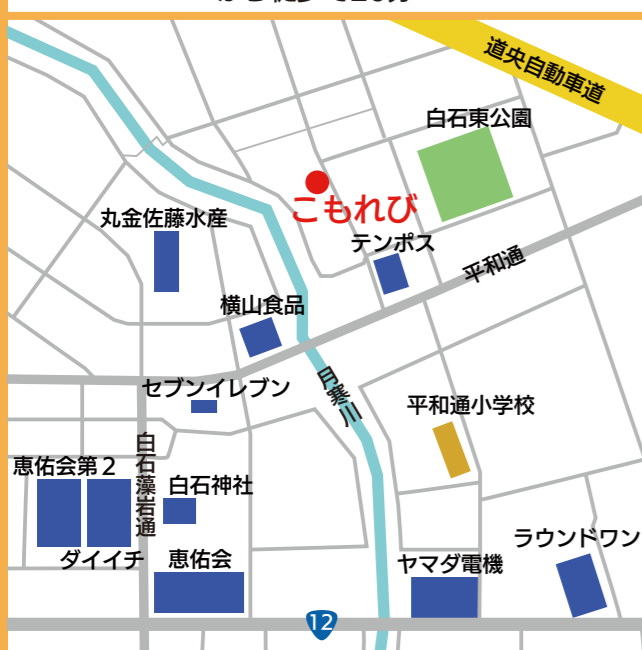 道央自動車道
白石東公園
こもれび
丸金佐藤水産
テンポス
平和通
横山食品
セブンイレブン
月寒川
平和通小学校
白石藻岩通
恵佑会第2
白石神社
ラウンドワン
ダイイチ
恵佑会
ヤマダ電機
12